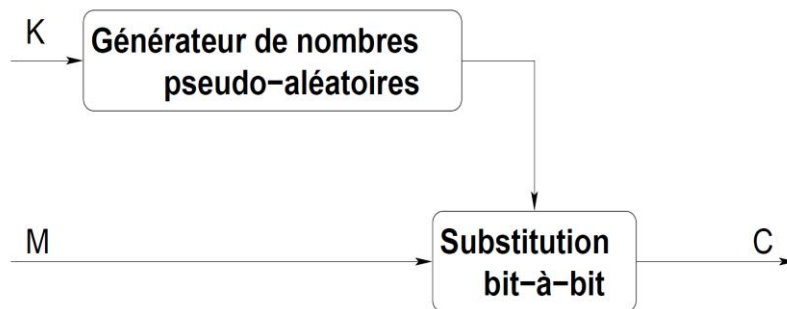 K
Générateur de nombres
pseudo−aléatoires
M
Substitution
bit−à−bit
C